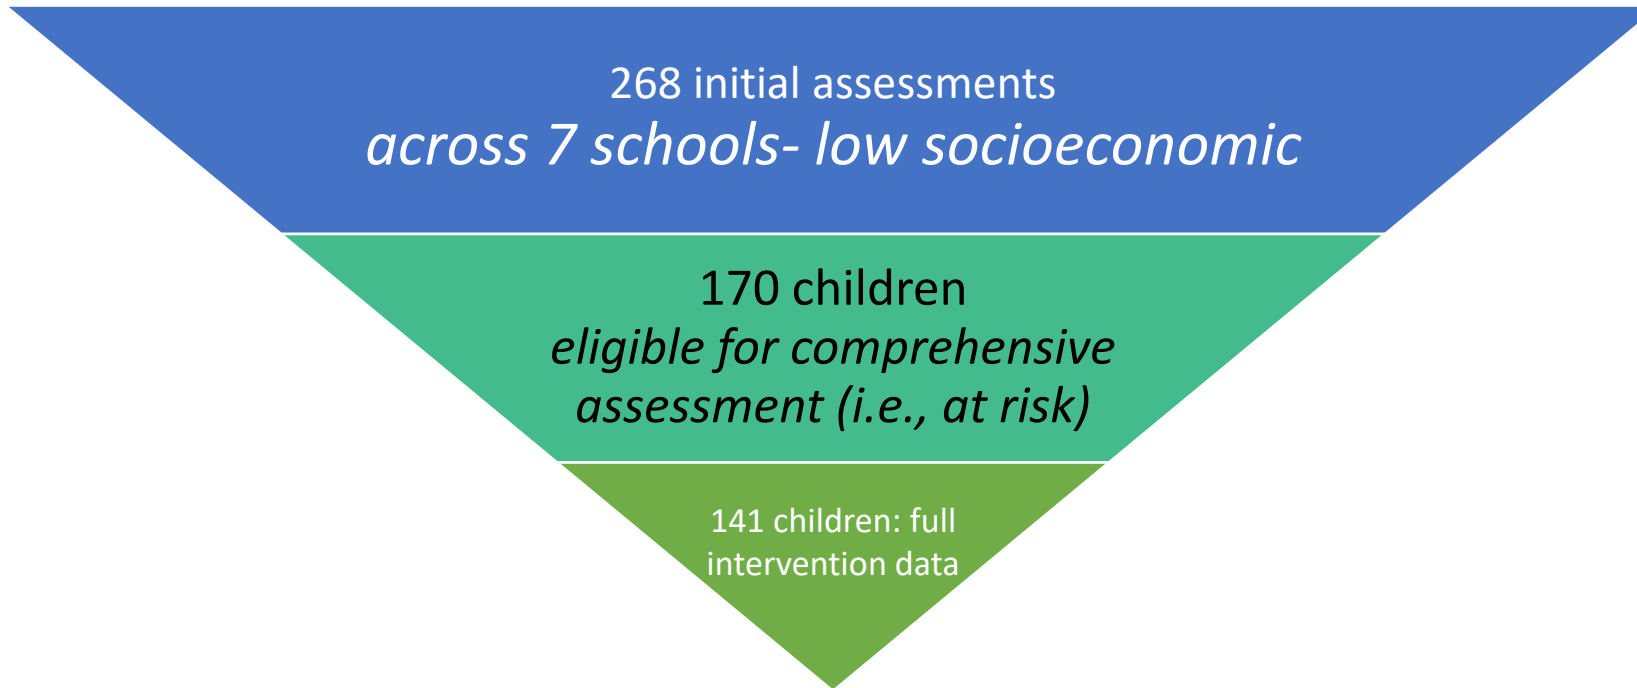 268 initial assessments
across 7 schools- low socioeconomic
170 children
eligible for comprehensive
assessment (i.e., at risk)
141 children: full
intervention data